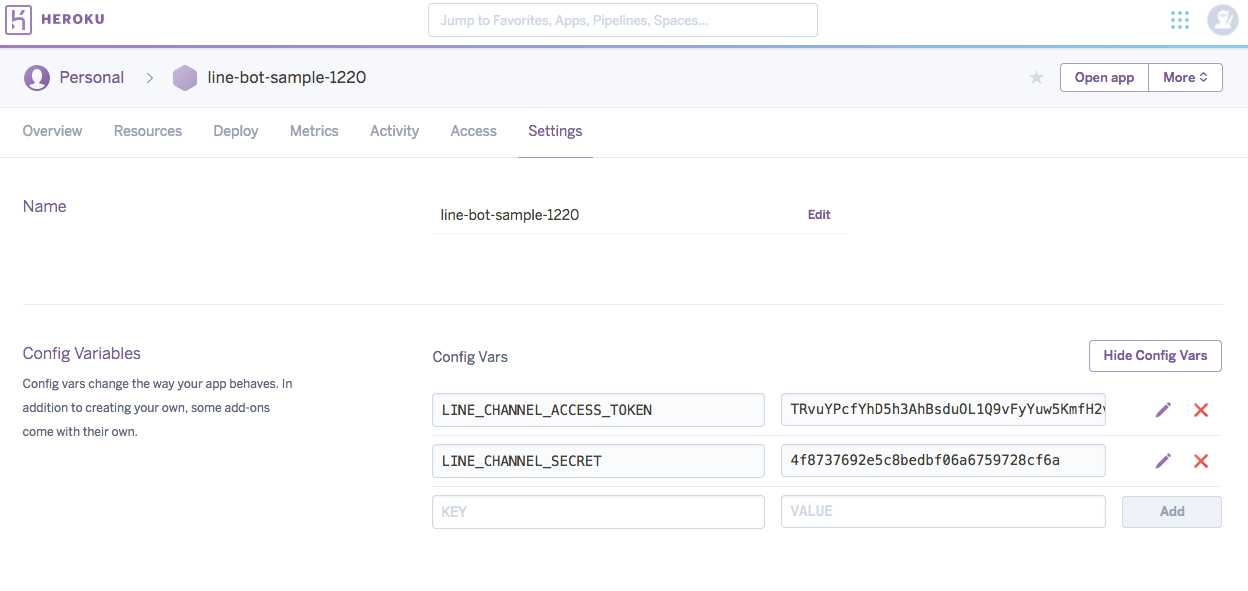 HEROKU
Jump to Favorites, Apps, Pipelines, Spaces...
Personal > line-bot-sample-1220
Open app
More
Overview Resources Deploy Metrics Activity Access Settings
Name
line-bot-sample-1220
Edit
Config Variables
Config vars change the way your app behaves. In
addition to creating your own, some add-ons
come with their own.
Config Vars
Hide Config Vars
LINE_CHANNEL_ACCESS_TOKEN TRvuYPcfYhD5h3AhBsduOL1Q9vFyYuw5KmfH2v
LINE_CHANNEL_SECRET 4f8737692e5c8bedbf06a6759728cf6a
KEY VALUE Add